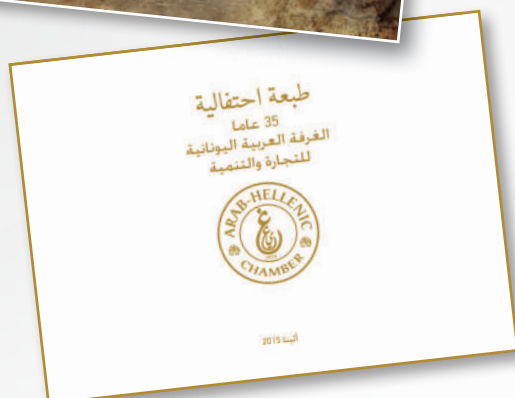 طبعة احتفالية
35 عاما
الغرفة العربية اليونانية
للتجارة والتنمية
ARAB-HELLENIC
CHAMBER
أثينا 2015